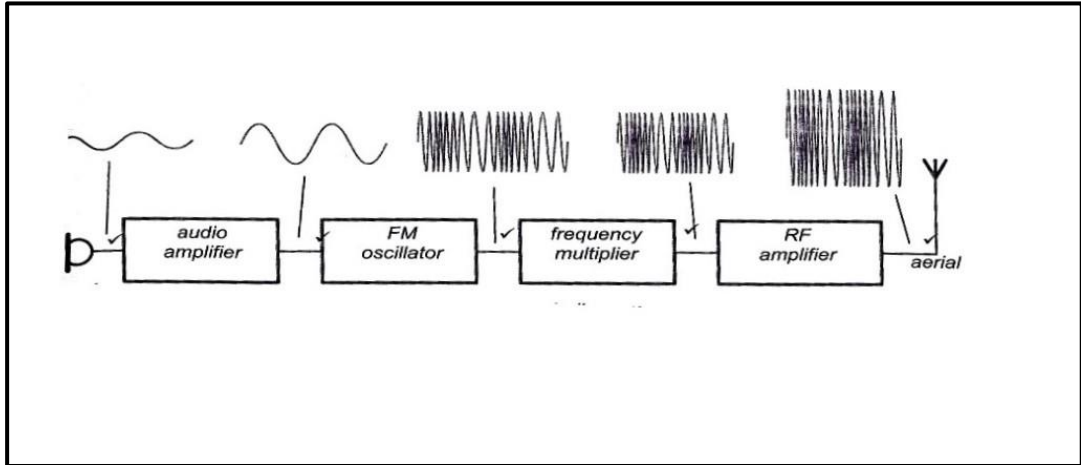 audio
amplifier
FM
oscillator
frequency
multiplier
RF
amplifier
aerial